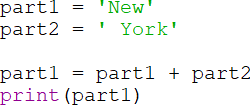 part1 = 'New'
part2 = ' York'
part1 = part1 + part2
print(part1)